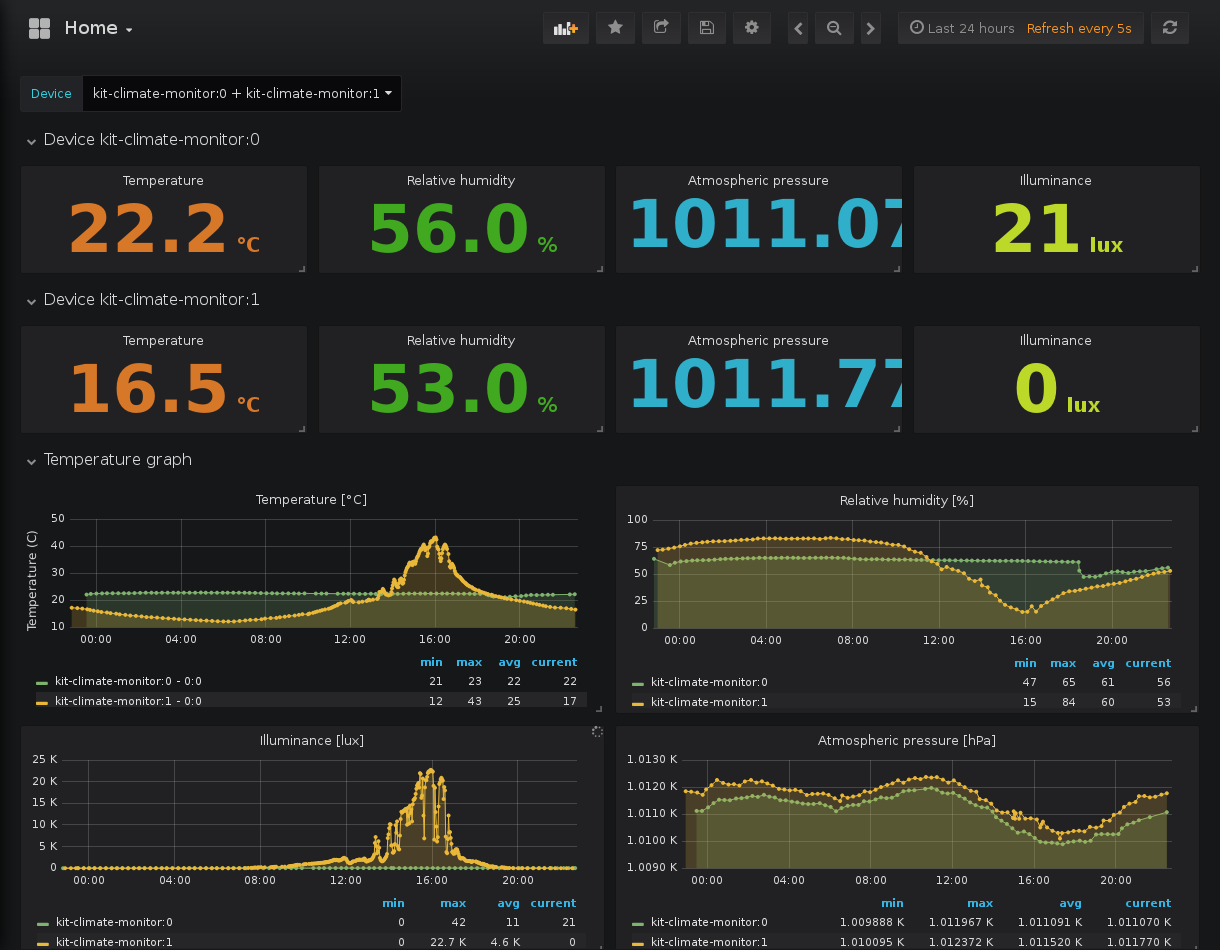 Home
Last 24 hours Refresh every 5s
Device kit-climate-monitor:0 + kit-climate-monitor:1
Device kit-climate-monitor:0
Temperature Relative humidity Atmospheric pressure Illuminance
22.2 °C 56.0 % 1011.07 21 lux
Device kit-climate-monitor:1
Temperature Relative humidity Atmospheric pressure Illuminance
16.5 °C 53.0 % 1011.77 0 lux
Temperature graph
Temperature [°C]
Temperature (C)
50
40
30
20
10
00:00 04:00 08:00 12:00 16:00 20:00
min max avg current
kit-climate-monitor:0 - 0:0 21 23 22 22
kit-climate-monitor:1 - 0:0 12 43 25 17
Relative humidity [%]
100
75
50
25
0
00:00 04:00 08:00 12:00 16:00 20:00
min max avg current
kit-climate-monitor:0 47 65 61 56
kit-climate-monitor:1 15 84 60 53
Illuminance [lux]
25 K
20 K
15 K
10 K
5 K
0
00:00 04:00 08:00 12:00 16:00 20:00
min max avg current
kit-climate-monitor:0 0 42 11 21
kit-climate-monitor:1 0 22.7 K 4.6 K 0
Atmospheric pressure [hPa]
1.0130 K
1.0120 K
1.0110 K
1.0100 K
1.0090 K
00:00 04:00 08:00 12:00 16:00 20:00
min max avg current
kit-climate-monitor:0 1.009888 K 1.011967 K 1.011091 K 1.011070 K
kit-climate-monitor:1 1.010095 K 1.012372 K 1.011520 K 1.011770 K